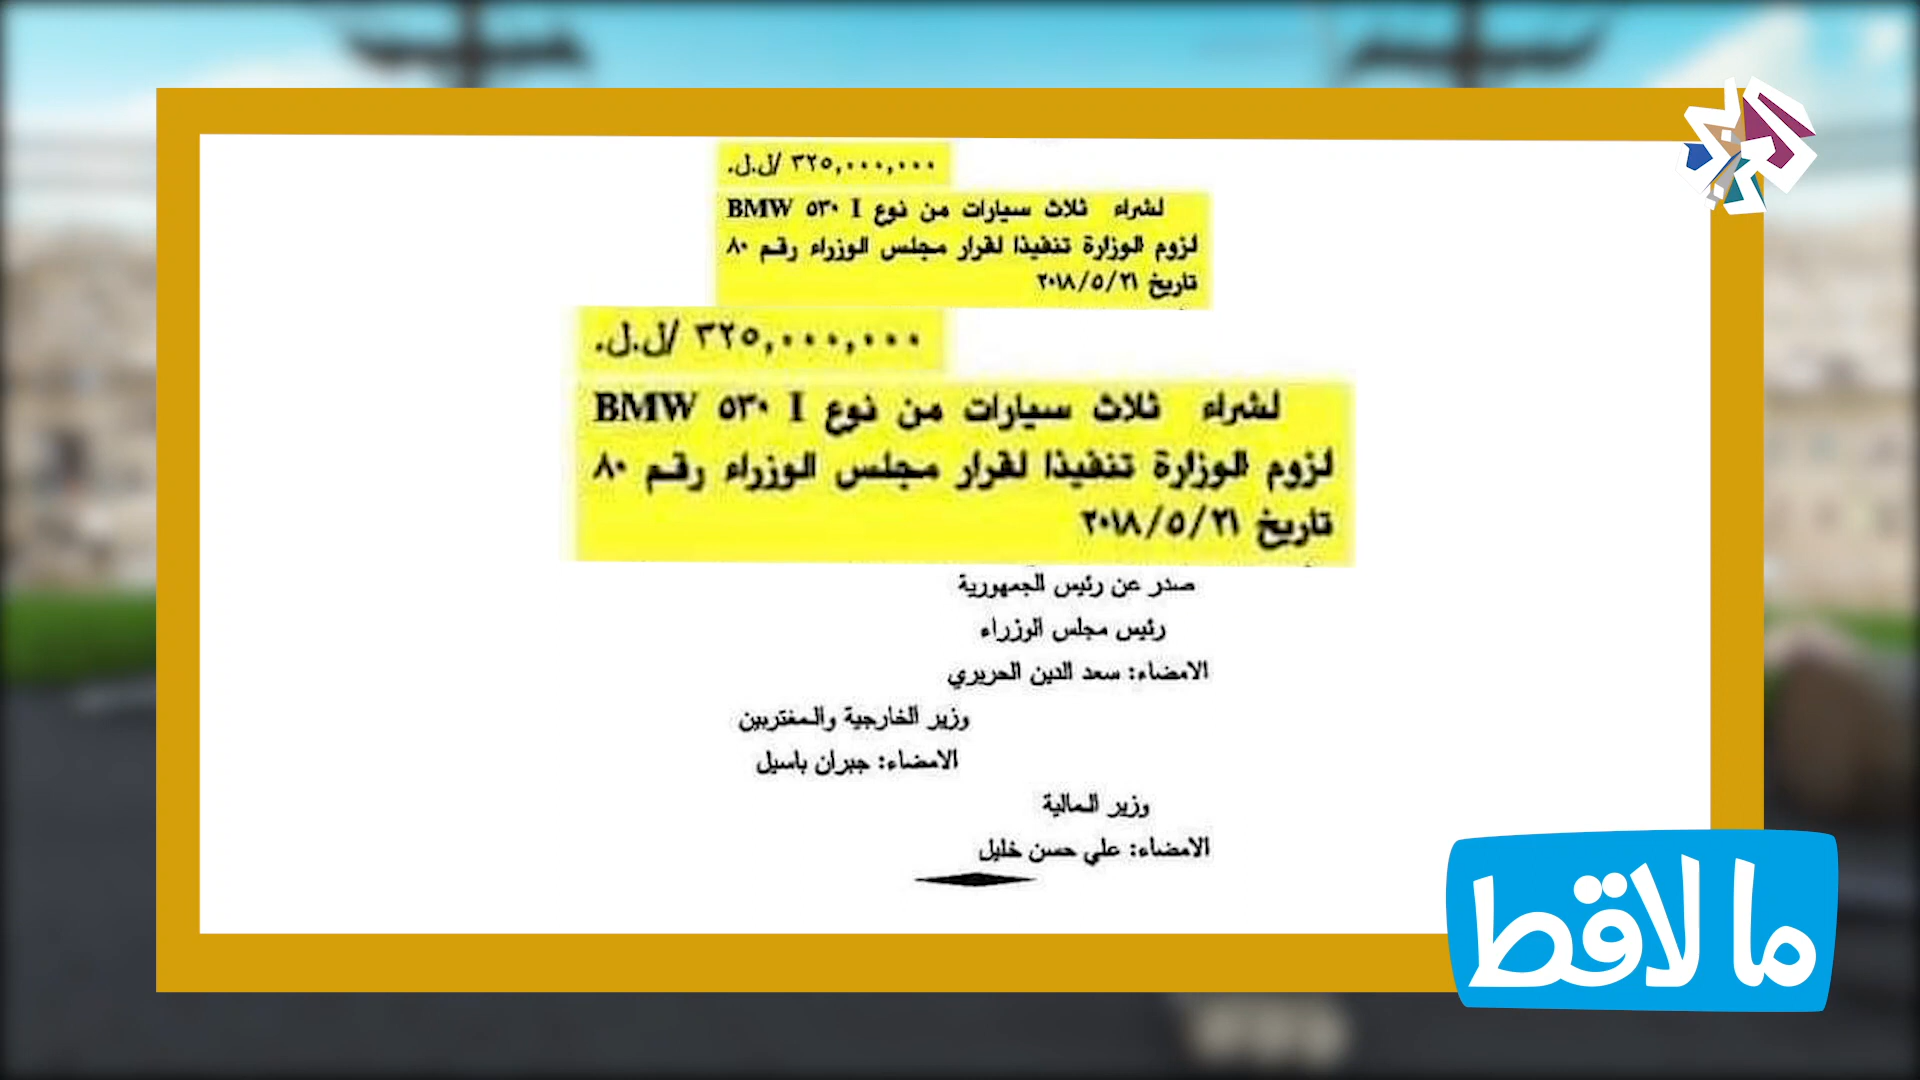 ٣٢٥,٠٠٠,٠٠٠ /ل.ل.
لشراء ثلاث سيارات من نوع BMW ٥٣٠ I
لزوم الوزارة تنفيذا لقرار مجلس الوزراء رقم ٨٠
تاريخ ٢٠١٨/٥/٢١
٣٢٥,٠٠٠,٠٠٠ /ل.ل.
لشراء ثلاث سيارات من نوع BMW ٥٣٠ I
لزوم الوزارة تنفيذا لقرار مجلس الوزراء رقم ٨٠
تاريخ ٢٠١٨/٥/٢١
صدر عن رئيس الجمهورية
رئيس مجلس الوزراء
الامضاء: سعد الدين الحريري
وزير الخارجية والمغتربين
الامضاء: جبران باسيل
وزير المالية
الامضاء: علي حسن خليل
العربي
ما لاقط